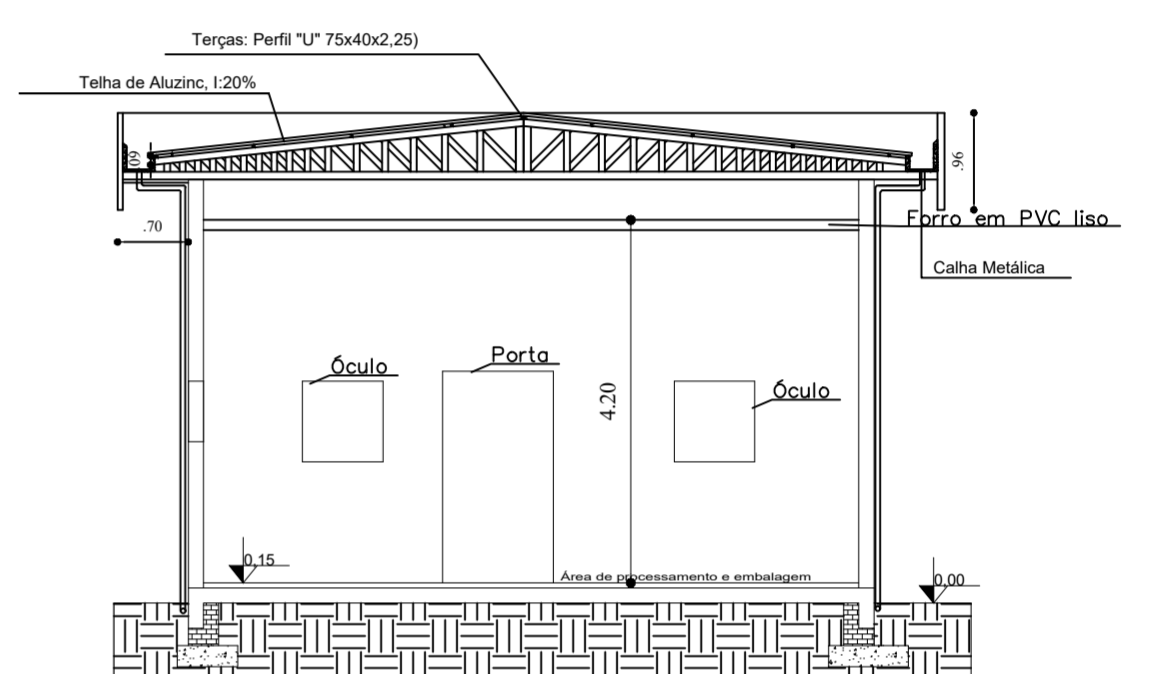 Terças: Perfil "U" 75x40x2,25)
Telha de Aluzinc, I:20%
.09
.96
.70
Forro em PVC liso
Calha Metálica
Óculo
Porta
4.20
Óculo
0,15
Área de processamento e embalagem
0,00